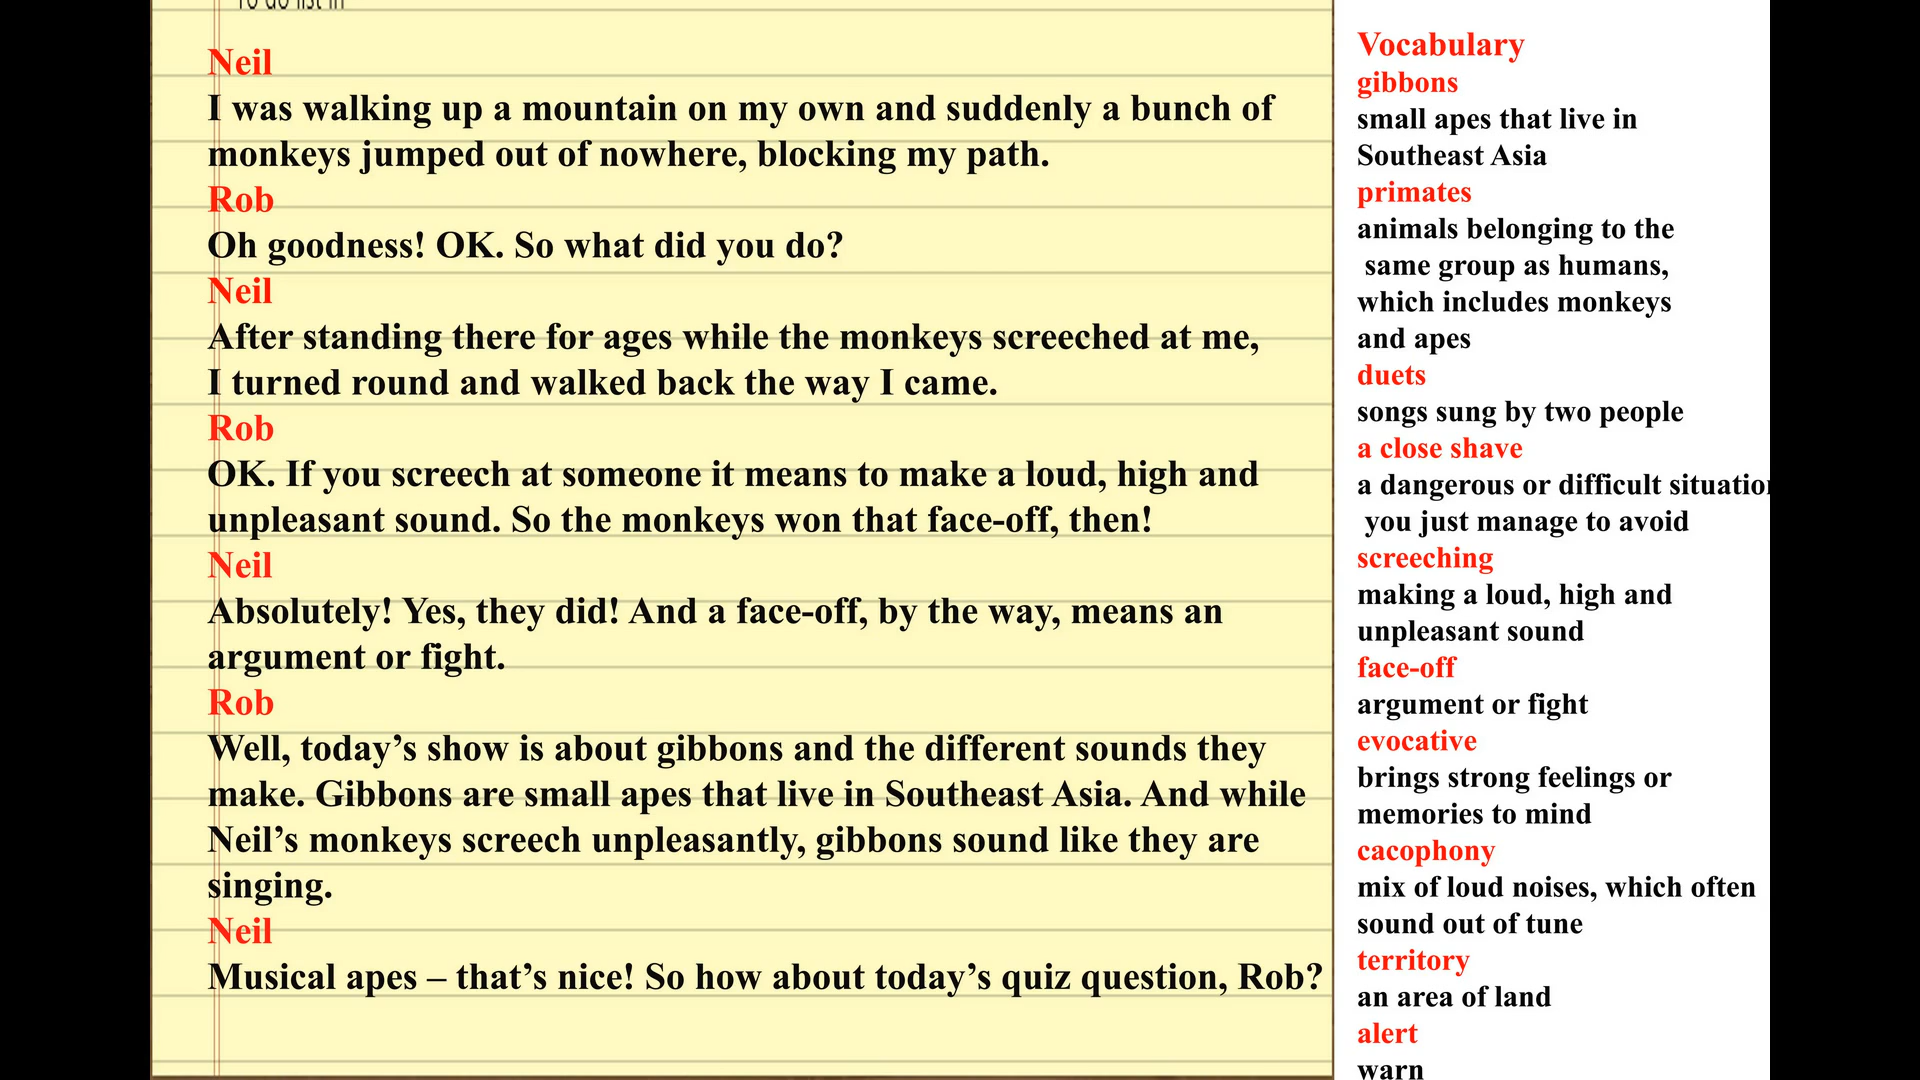 To do list in
Neil
I was walking up a mountain on my own and suddenly a bunch of
monkeys jumped out of nowhere, blocking my path.
Rob
Oh goodness! OK. So what did you do?
Neil
After standing there for ages while the monkeys screeched at me,
I turned round and walked back the way I came.
Rob
OK. If you screech at someone it means to make a loud, high and
unpleasant sound. So the monkeys won that face-off, then!
Neil
Absolutely! Yes, they did! And a face-off, by the way, means an
argument or fight.
Rob
Well, today’s show is about gibbons and the different sounds they
make. Gibbons are small apes that live in Southeast Asia. And while
Neil’s monkeys screech unpleasantly, gibbons sound like they are
singing.
Neil
Musical apes – that’s nice! So how about today’s quiz question, Rob?
Vocabulary
gibbons
small apes that live in
Southeast Asia
primates
animals belonging to the
same group as humans,
which includes monkeys
and apes
duets
songs sung by two people
a close shave
a dangerous or difficult situation
you just manage to avoid
screeching
making a loud, high and
unpleasant sound
face-off
argument or fight
evocative
brings strong feelings or
memories to mind
cacophony
mix of loud noises, which often
sound out of tune
territory
an area of land
alert
warn